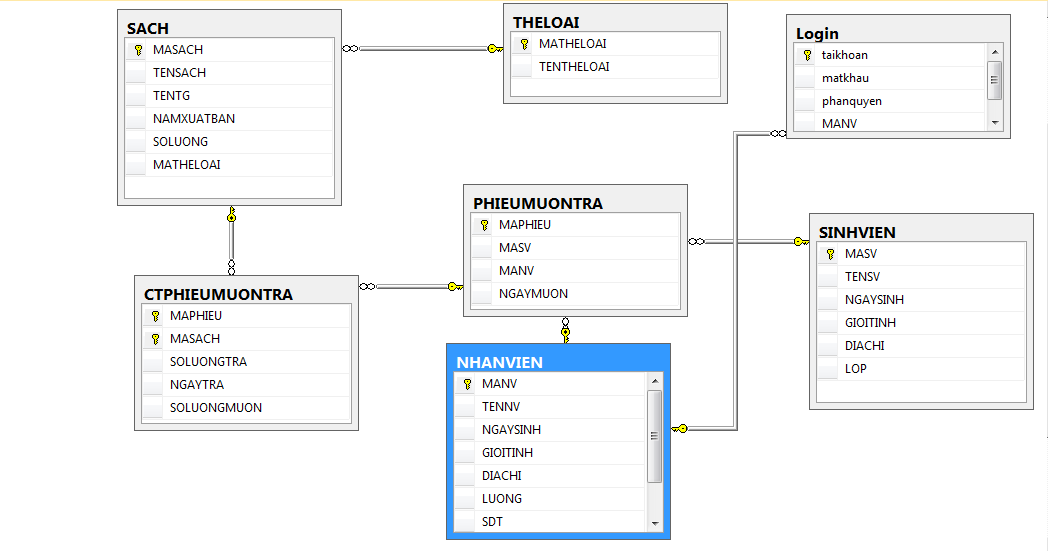 SACH
MASACH
TENSACH
TENTG
NAMXUATBAN
SOLUONG
MATHELOAI
THELOAI
MATHELOAI
TENTHELOAI
Login
taikhoan
matkhau
phanquyen
MANV
PHIEUMUONTRA
MAPHIEU
MASV
MANV
NGAYMUON
SINHVIEN
MASV
TENSV
NGAYSINH
GIOITINH
DIACHI
LOP
CTPHIEUMUONTRA
MAPHIEU
MASACH
SOLUONGTRA
NGAYTRA
SOLUONGMUON
NHANVIEN
MANV
TENNV
NGAYSINH
GIOITINH
DIACHI
LUONG
SDT